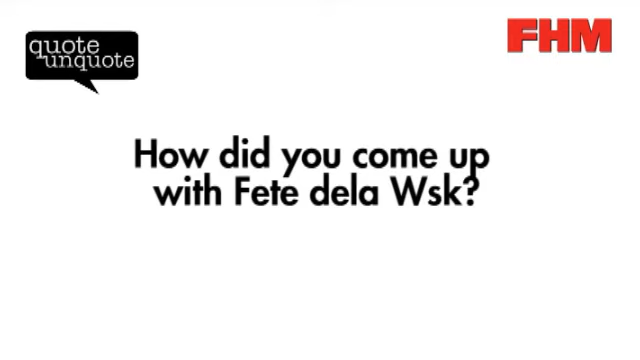 quote
unquote
FHM
How did you come up
with Fete dela Wsk?